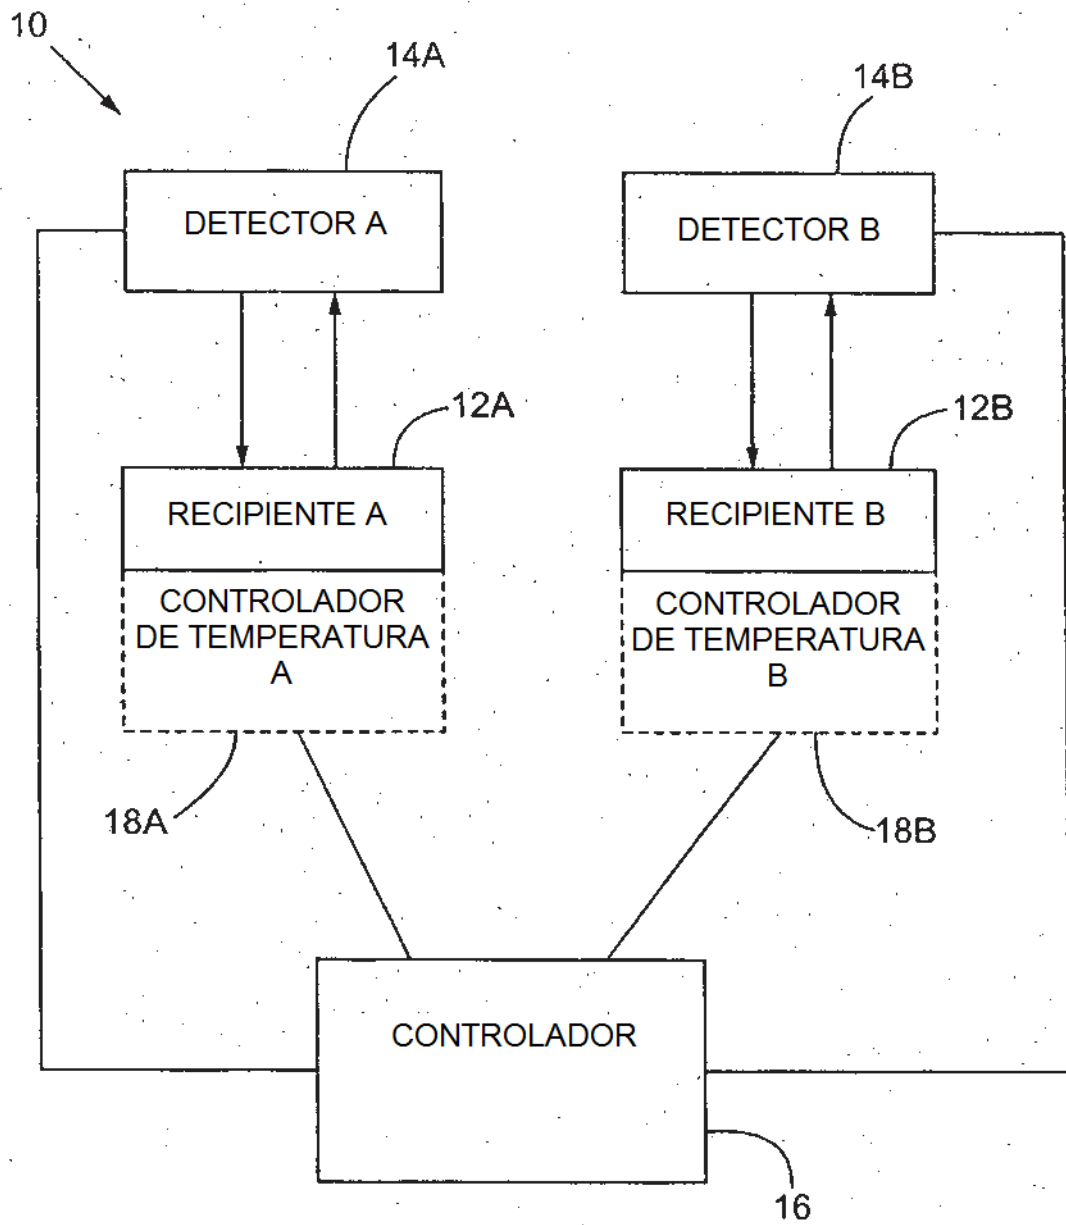 10
14A
14B
DETECTOR A
DETECTOR B
12A
12B
RECIPIENTE A
RECIPIENTE B
CONTROLADOR
DE TEMPERATURA
A
CONTROLADOR
DE TEMPERATURA
B
18A
18B
CONTROLADOR
16